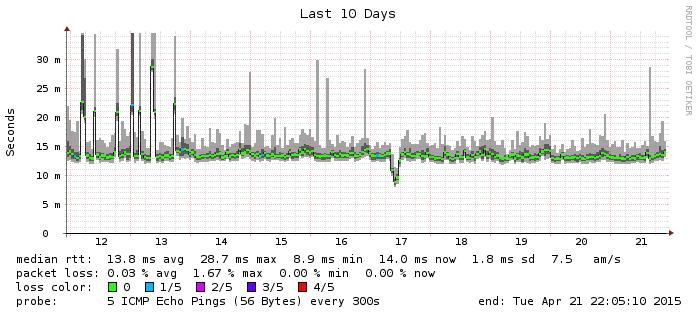 Last 10 Days
RRDTOOL / TOBI OETIKER
Seconds
30 m
25 m
20 m
15 m
10 m
5 m
0
12 13 14 15 16 17 18 19 20 21
median rtt: 13.8 ms avg 28.7 ms max 8.9 ms min 14.0 ms now 1.8 ms sd 7.5 am/s
packet loss: 0.03 % avg 1.67 % max 0.00 % min 0.00 % now
loss color: 0 1/5 2/5 3/5 4/5
probe: 5 ICMP Echo Pings (56 Bytes) every 300s end: Tue Apr 21 22:05:10 2015